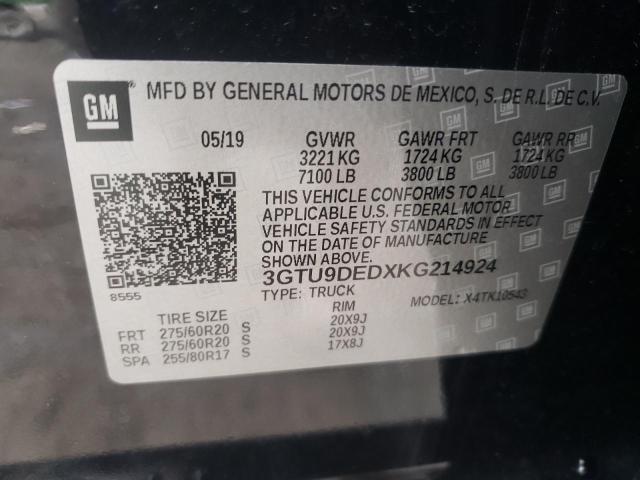 GM MFD BY GENERAL MOTORS DE MEXICO, S. DE R.L. DE C.V.
05/19 GVWR GAWR FRT GAWR RR
3221 KG 1724 KG 1724 KG
7100 LB 3800 LB 3800 LB
THIS VEHICLE CONFORMS TO ALL
APPLICABLE U.S. FEDERAL MOTOR
VEHICLE SAFETY STANDARDS IN EFFECT
ON THE DATE OF MANUFACTURE
SHOWN ABOVE.
3GTU9DEDXKG214924
8555
TYPE: TRUCK MODEL: X4TK10543
TIRE SIZE RIM
FRT 275/60R20 S 20X9J
RR 275/60R20 S 20X9J
SPA 255/80R17 S 17X8J